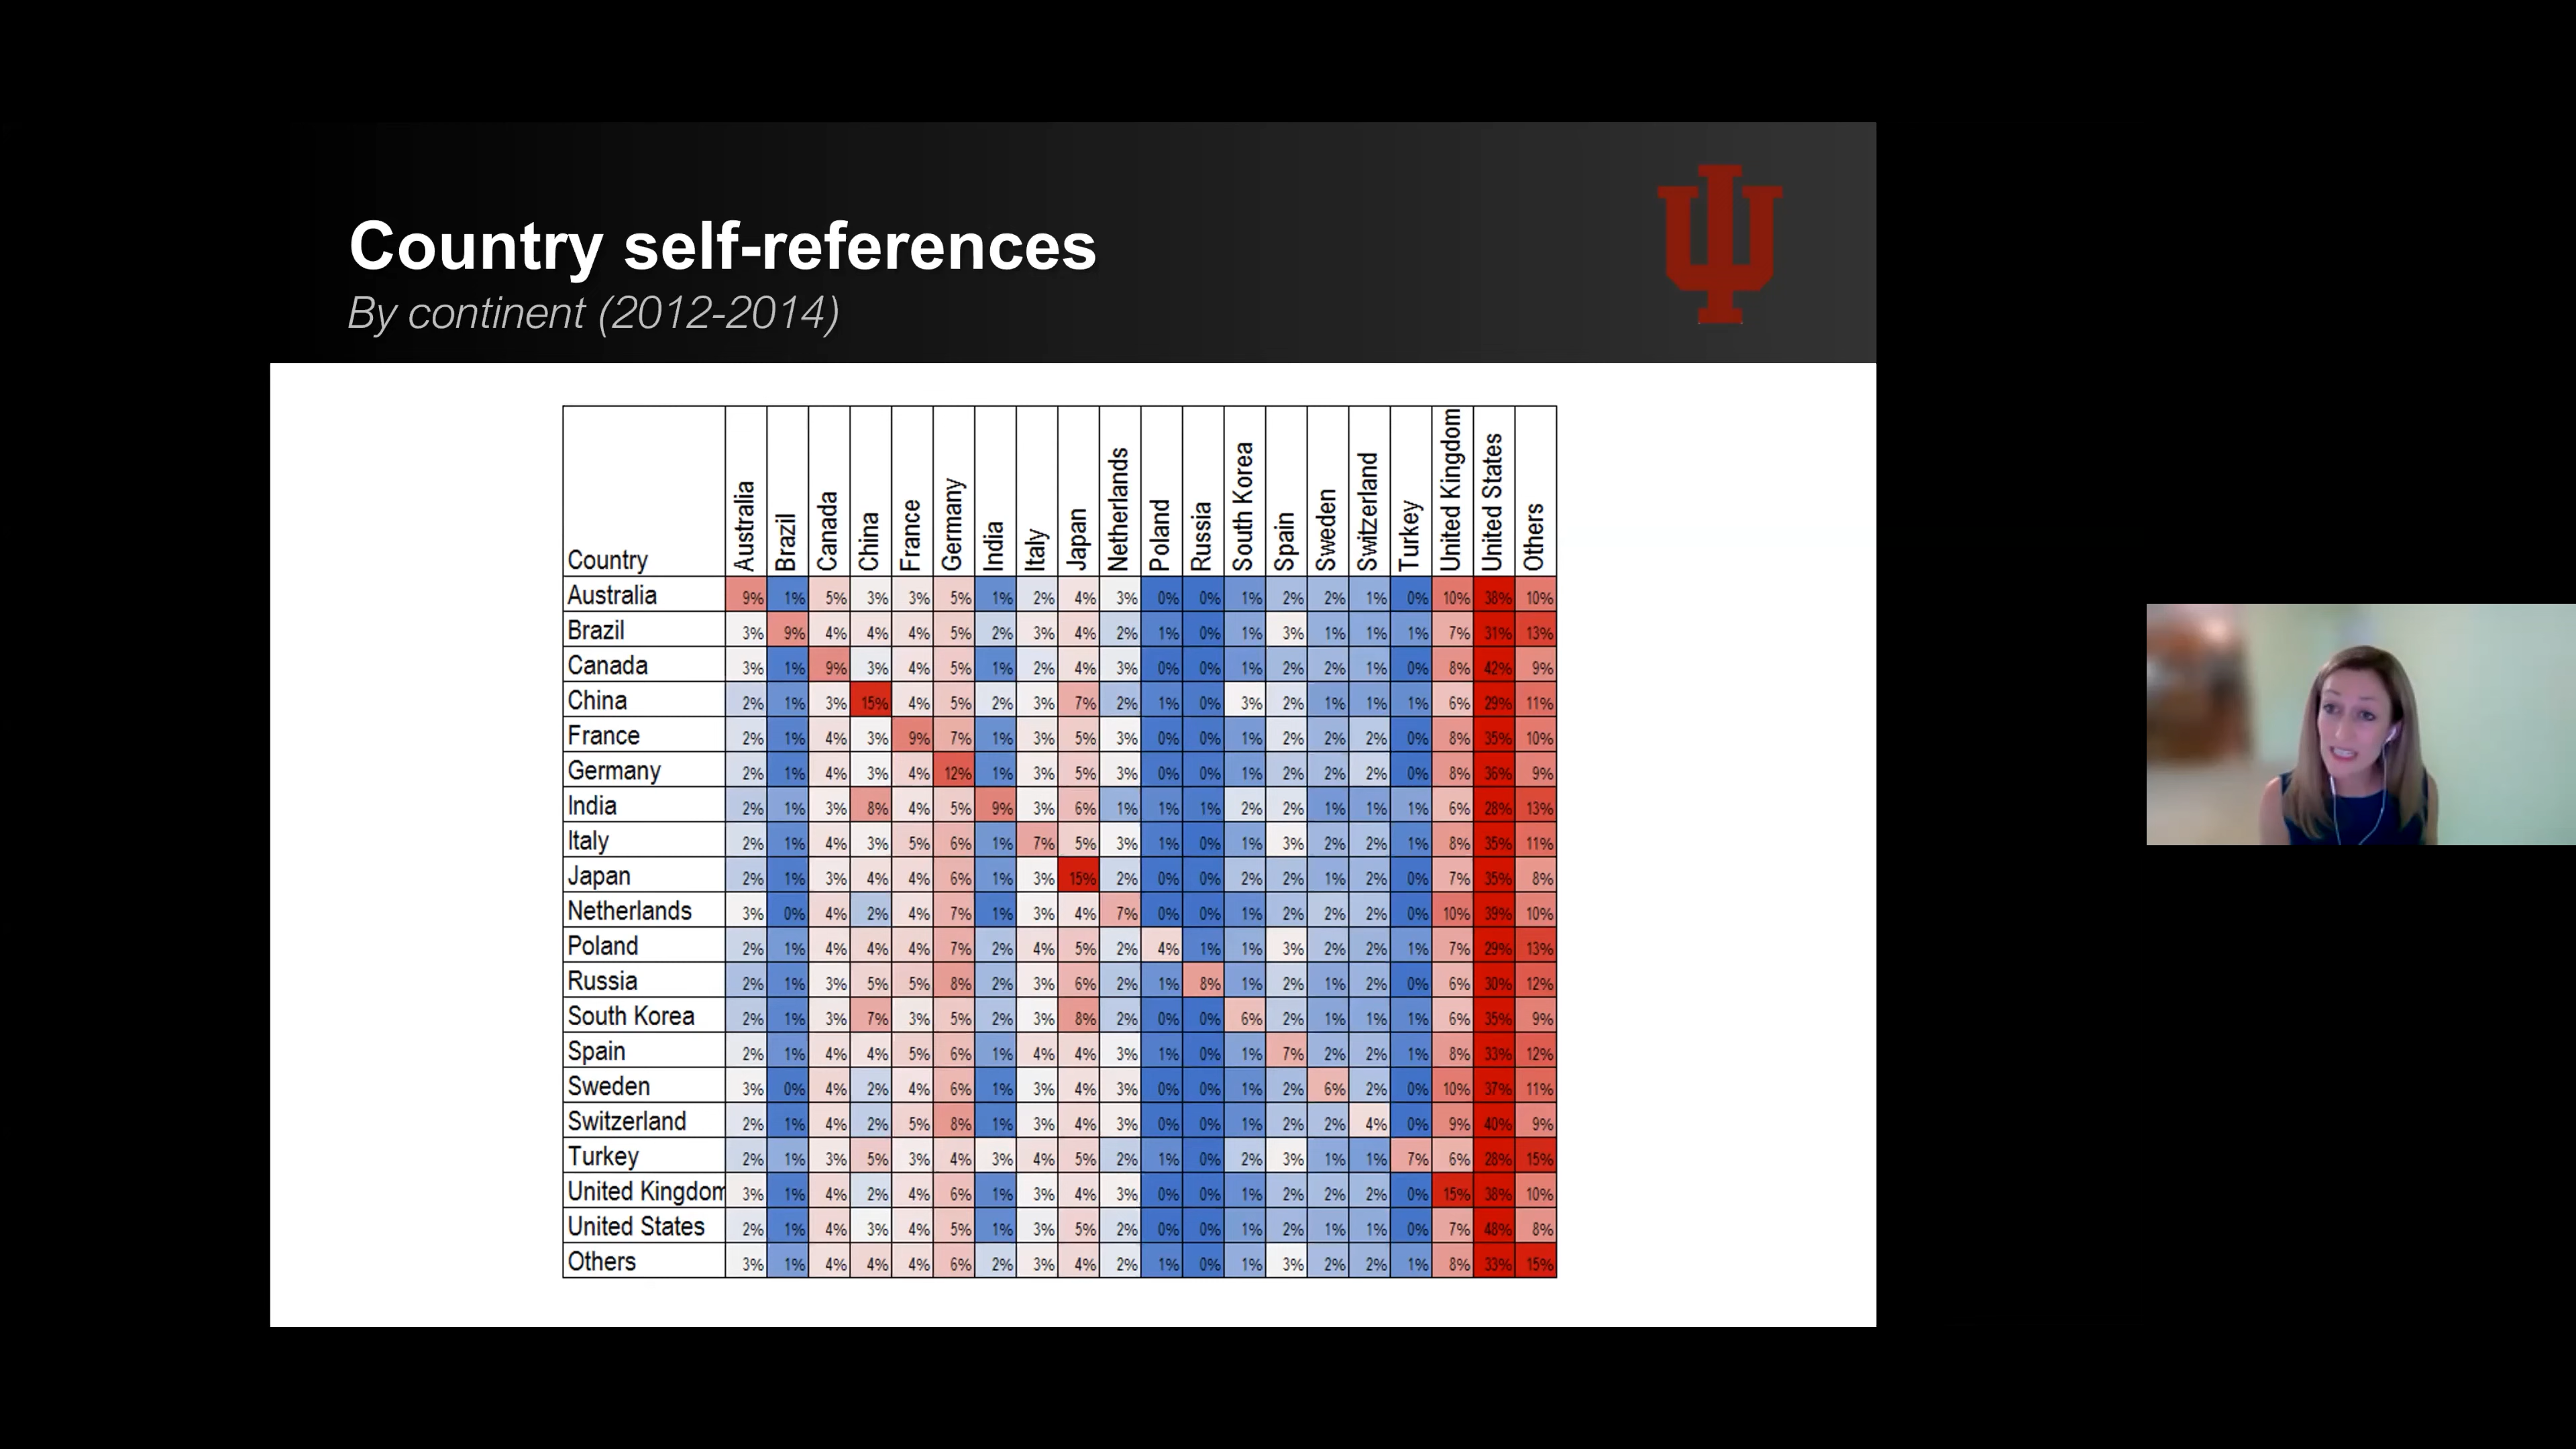 Country self-references
By continent (2012-2014)
Country Australia Brazil Canada China France Germany India Italy Japan Netherlands Poland Russia South Korea Spain Sweden Switzerland Turkey United Kingdom United States Others
Australia 9% 1% 5% 3% 3% 5% 1% 2% 4% 3% 0% 0% 1% 2% 2% 1% 0% 10% 38% 10%
Brazil 3% 9% 4% 4% 4% 5% 2% 3% 4% 2% 1% 0% 1% 3% 1% 1% 1% 7% 31% 13%
Canada 3% 1% 9% 3% 4% 5% 1% 2% 4% 3% 0% 0% 1% 2% 2% 1% 0% 8% 42% 9%
China 2% 1% 3% 15% 4% 5% 2% 3% 7% 2% 1% 0% 3% 2% 1% 1% 1% 6% 29% 11%
France 2% 1% 4% 3% 9% 7% 1% 3% 5% 3% 0% 0% 1% 2% 2% 2% 0% 8% 35% 10%
Germany 2% 1% 4% 3% 4% 12% 1% 3% 5% 3% 0% 0% 1% 2% 2% 2% 0% 8% 36% 9%
India 2% 1% 3% 8% 4% 5% 9% 3% 6% 1% 1% 1% 2% 2% 1% 1% 1% 6% 28% 13%
Italy 2% 1% 4% 3% 5% 6% 1% 7% 5% 3% 1% 0% 1% 3% 2% 2% 1% 8% 35% 11%
Japan 2% 1% 3% 4% 4% 6% 1% 3% 15% 2% 0% 0% 2% 2% 1% 2% 0% 7% 35% 8%
Netherlands 3% 0% 4% 2% 4% 7% 1% 3% 4% 7% 0% 0% 1% 2% 2% 2% 0% 10% 39% 10%
Poland 2% 1% 4% 4% 4% 7% 2% 4% 5% 2% 4% 1% 1% 3% 2% 2% 1% 7% 29% 13%
Russia 2% 1% 3% 5% 5% 8% 2% 3% 6% 2% 1% 8% 1% 2% 1% 2% 0% 6% 30% 12%
South Korea 2% 1% 3% 7% 3% 5% 2% 3% 8% 2% 0% 0% 6% 2% 1% 1% 1% 6% 35% 9%
Spain 2% 1% 4% 4% 5% 6% 1% 4% 4% 3% 1% 0% 1% 7% 2% 2% 1% 8% 33% 12%
Sweden 3% 0% 4% 2% 4% 6% 1% 3% 4% 3% 0% 0% 1% 2% 6% 2% 0% 10% 37% 11%
Switzerland 2% 1% 4% 2% 5% 8% 1% 3% 4% 3% 0% 0% 1% 2% 2% 4% 0% 9% 40% 9%
Turkey 2% 1% 3% 5% 3% 4% 3% 4% 5% 2% 1% 0% 2% 3% 1% 1% 7% 6% 28% 15%
United Kingdom 3% 1% 4% 2% 4% 6% 1% 3% 4% 3% 0% 0% 1% 2% 2% 2% 0% 15% 38% 10%
United States 2% 1% 4% 3% 4% 5% 1% 3% 5% 2% 0% 0% 1% 2% 1% 1% 0% 7% 48% 8%
Others 3% 1% 4% 4% 4% 6% 2% 3% 4% 2% 1% 0% 1% 3% 2% 2% 1% 8% 33% 15%